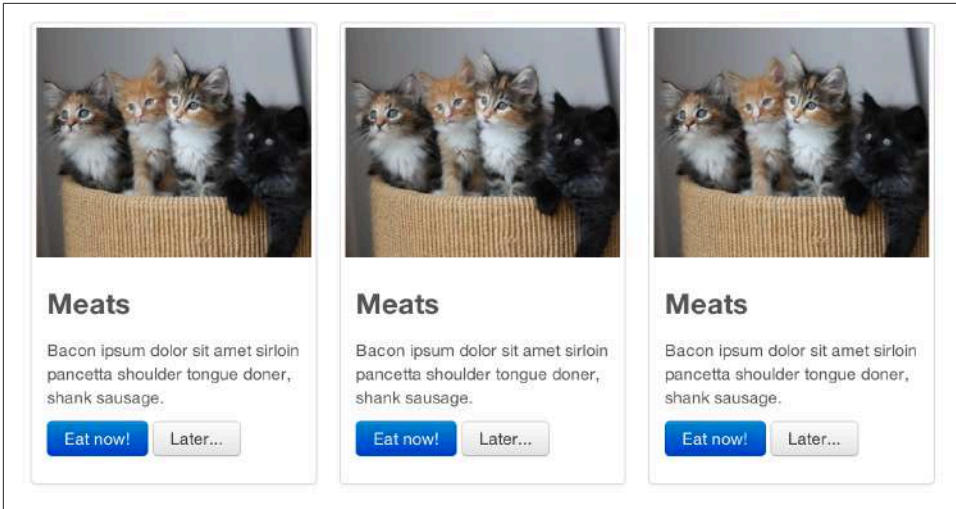 Meats
Bacon ipsum dolor sit amet sirloin
pancetta shoulder tongue doner,
shank sausage.
Eat now! Later...
Meats
Bacon ipsum dolor sit amet sirloin
pancetta shoulder tongue doner,
shank sausage.
Eat now! Later...
Meats
Bacon ipsum dolor sit amet sirloin
pancetta shoulder tongue doner,
shank sausage.
Eat now! Later...